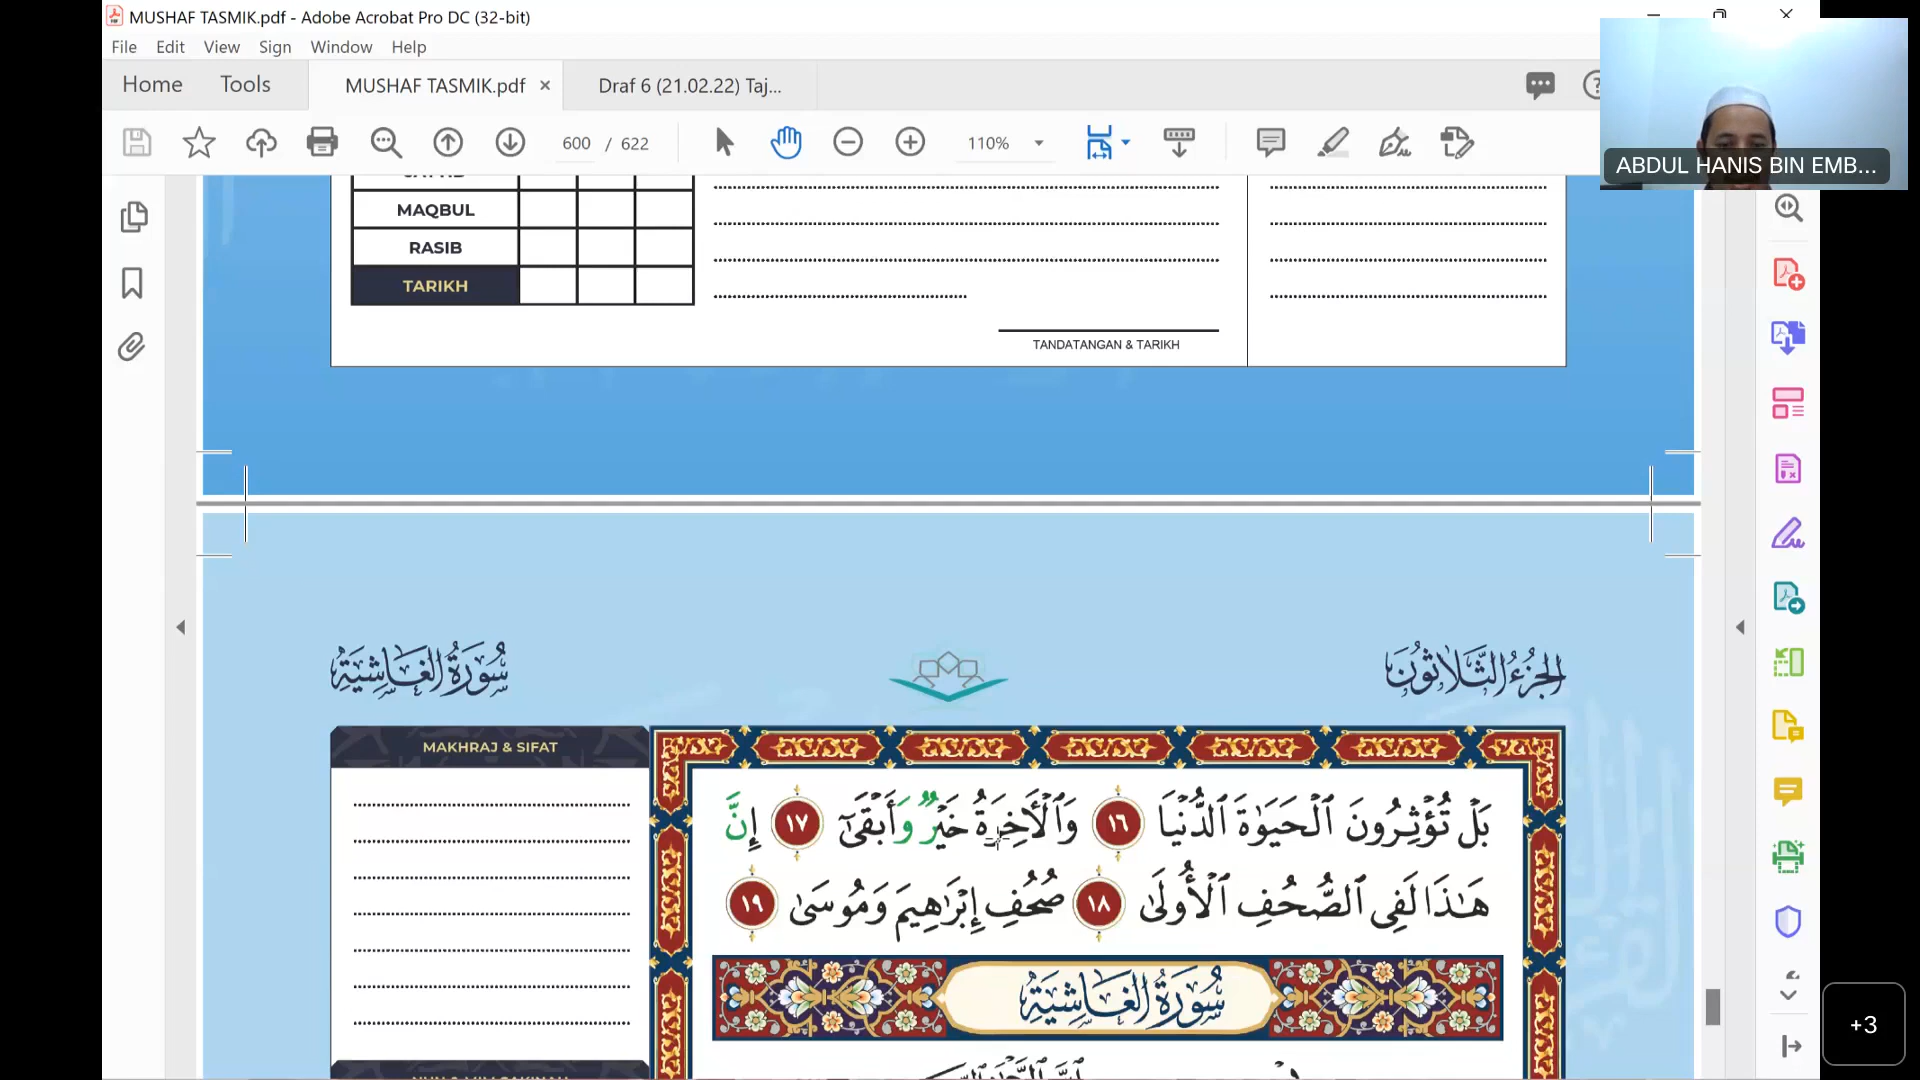 MUSHAF TASMIK.pdf - Adobe Acrobat Pro DC (32-bit)
File Edit View Sign Window Help
Home Tools MUSHAF TASMIK.pdf × Draf 6 (21.02.22) Taj...
600 / 622 110%
ABDUL HANIS BIN EMB...
MAQBUL
RASIB
TARIKH
TANDATANGAN & TARIKH
سُورَةُ الغَاشِيَةِ
الجزءُ الثَّلَاثُونَ
MAKHRAJ & SIFAT
بَلْ تُؤْثِرُونَ ٱلْحَيَوٰةَ ٱلدُّنْيَا ١٦ وَٱلْأَخِرَةُ خَيْرٌ وَأَبْقَىٰٓ ١٧ إِنَّ
هَـٰذَا لَفِى ٱلصُّحُفِ ٱلْأُولَىٰ ١٨ صُحُفِ إِبْرَٰهِيمَ وَمُوسَىٰ ١٩
سُورَةُ الغَاشِيَةِ
+3